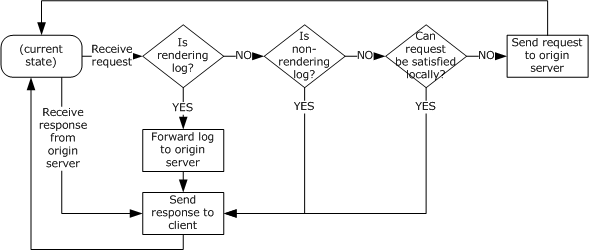 (current
state)
Receive
request
Is
rendering
log?
NO
Is
non-
rendering
log?
NO
Can
request
be satisfied
locally?
NO
Send request
to origin
server
YES
YES
YES
Receive
response
from
origin
server
Forward log
to origin
server
Send
response to
client